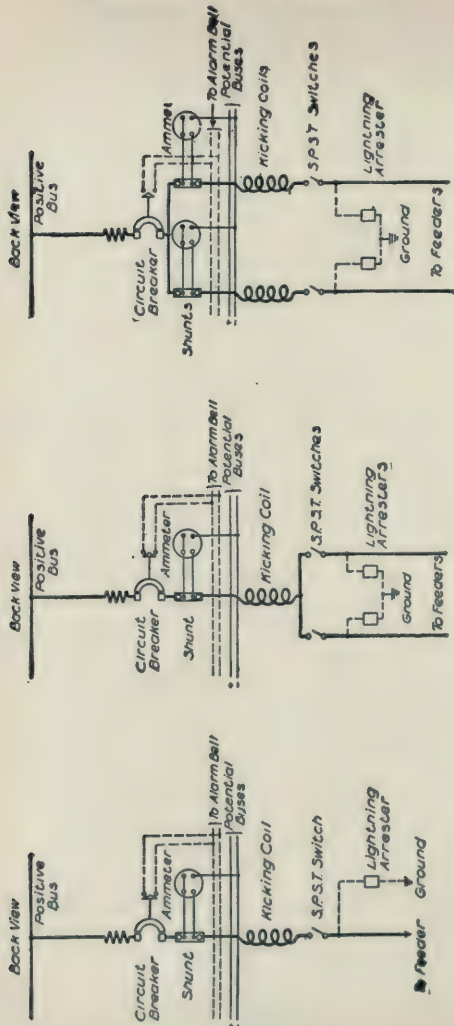 Back View
Positive
Bus
Circuit
Breaker
Ammeter
Shunt
To Alarm Bell
Potential
Buses
Kicking Coil
S.P.S.T. Switch
Lightning
Arrester
Feeder
Ground
Back View
Positive
Bus
Circuit
Breaker
Ammeter
Shunt
To Alarm Bell
Potential
Buses
Kicking Coil
S.P.S.T. Switches
Lightning
Arresters
Ground
To Feeders
Back View
Positive
Bus
Circuit
Breaker
Shunts
To Alarm Bell
Potential
Buses
Kicking Coils
S.P.S.T Switches
Lightning
Arrester
Ground
To Feeders